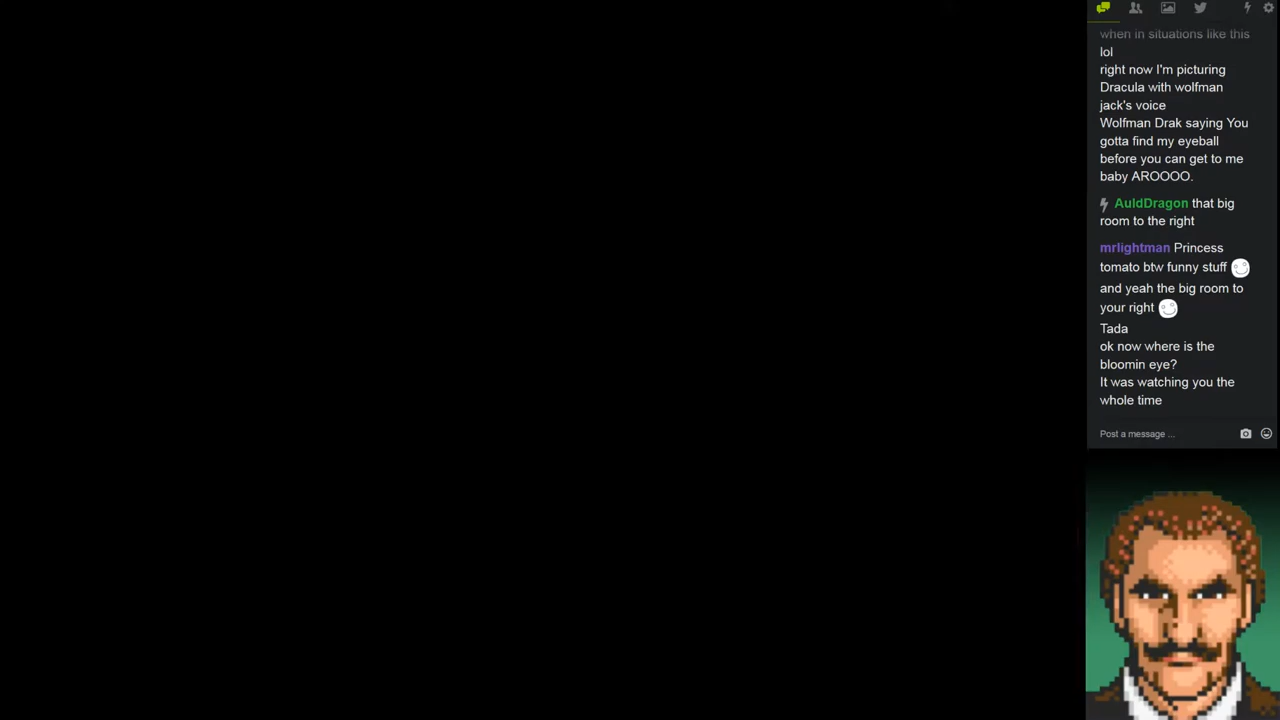 when in situations like this
lol
right now I'm picturing
Dracula with wolfman
jack's voice
Wolfman Drak saying You
gotta find my eyeball
before you can get to me
baby AROOOO.
AuldDragon that big
room to the right
mrlightman Princess
tomato btw funny stuff
and yeah the big room to
your right
Tada
ok now where is the
bloomin eye?
It was watching you the
whole time
Post a message ...